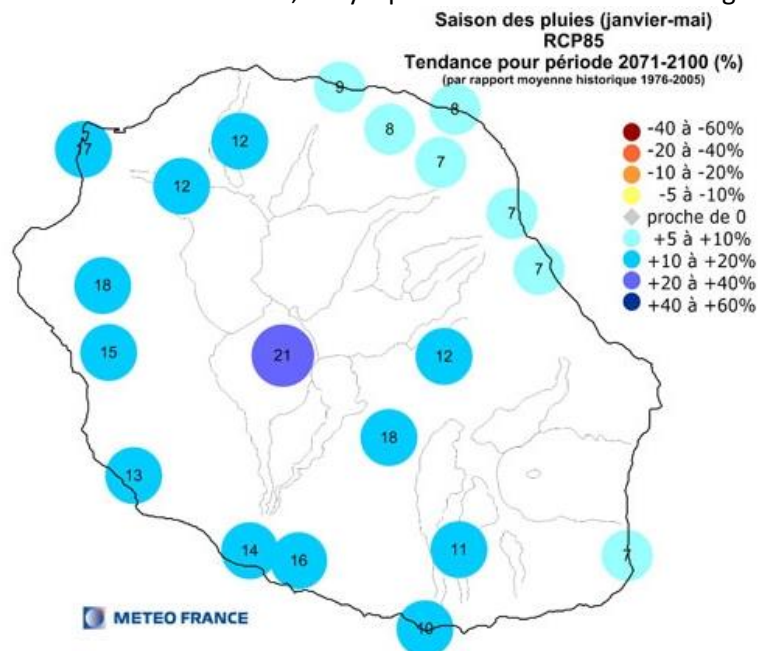 Saison des pluies (janvier-mai)
RCP85
Tendance pour période 2071-2100 (%)
(par rapport moyenne historique 1976-2005)
9
8
17
12
8
7
12
7
7
18
15
21
12
18
13
14
16
11
7
10
-40 à -60%
-20 à -40%
-10 à -20%
-5 à -10%
proche de 0
+5 à +10%
+10 à +20%
+20 à +40%
+40 à +60%
METEO FRANCE